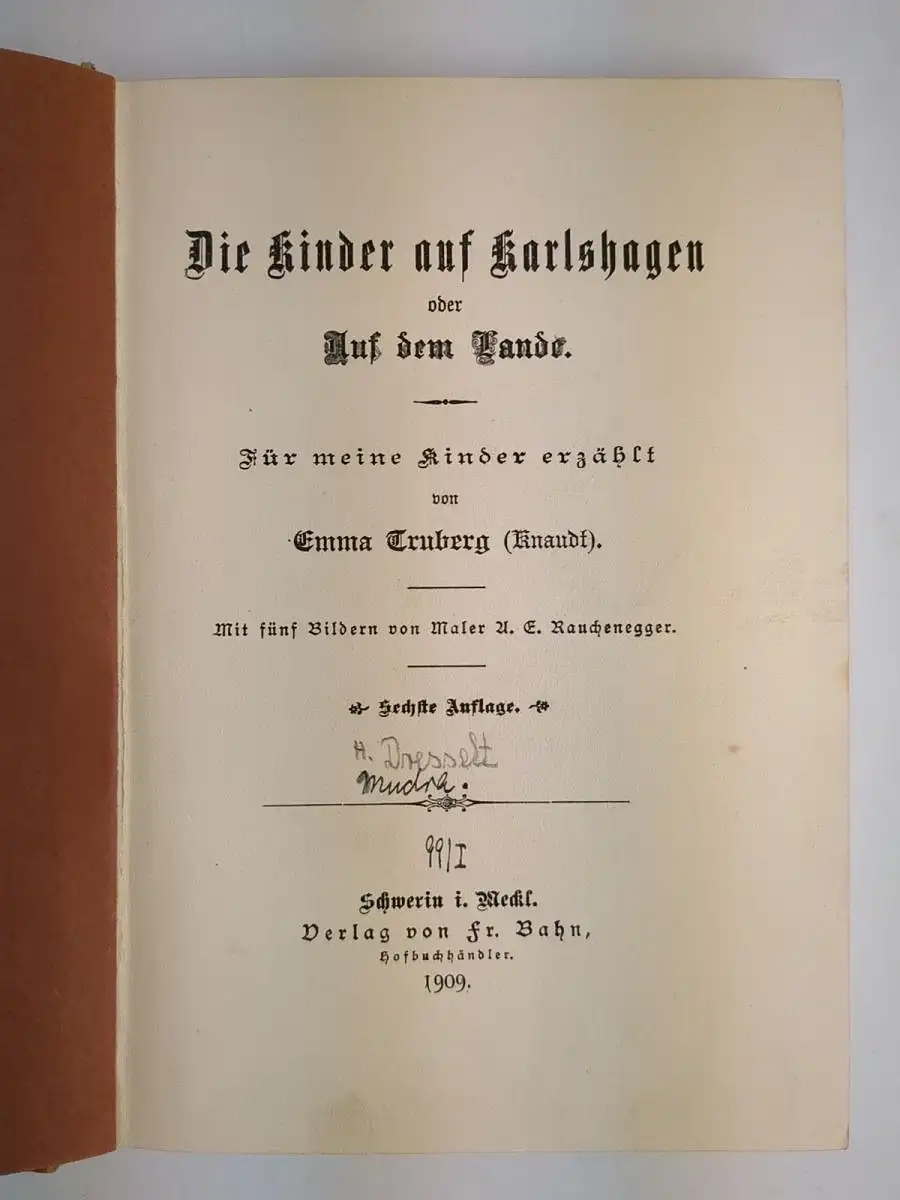 Die Kinder auf Karlshagen
oder
Auf dem Lande.
Für meine Kinder erzählt
von
Emma Truberg (Knaudt).
Mit fünf Bildern von Maler A. E. Rauchenegger.
Sechste Auflage.
H. Dresselt
Mudra.
99/I
Schwerin i. Meckl.
Verlag von Fr. Bahn,
Hofbuchhändler.
1909.